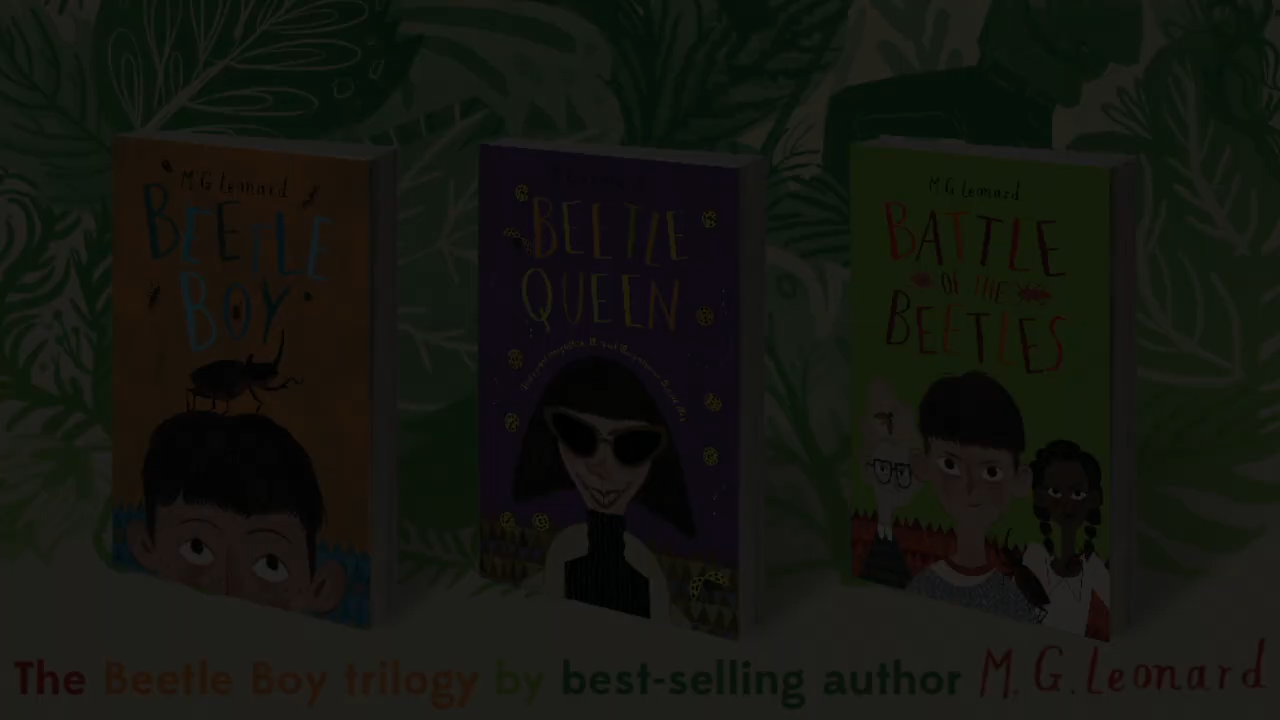 M.G. Leonard
BEETLE
BOY
BEETLE
QUEEN
M.G. Leonard
BATTLE
OF THE
BEETLES
The Beetle Boy trilogy by best-selling author M.G. Leonard